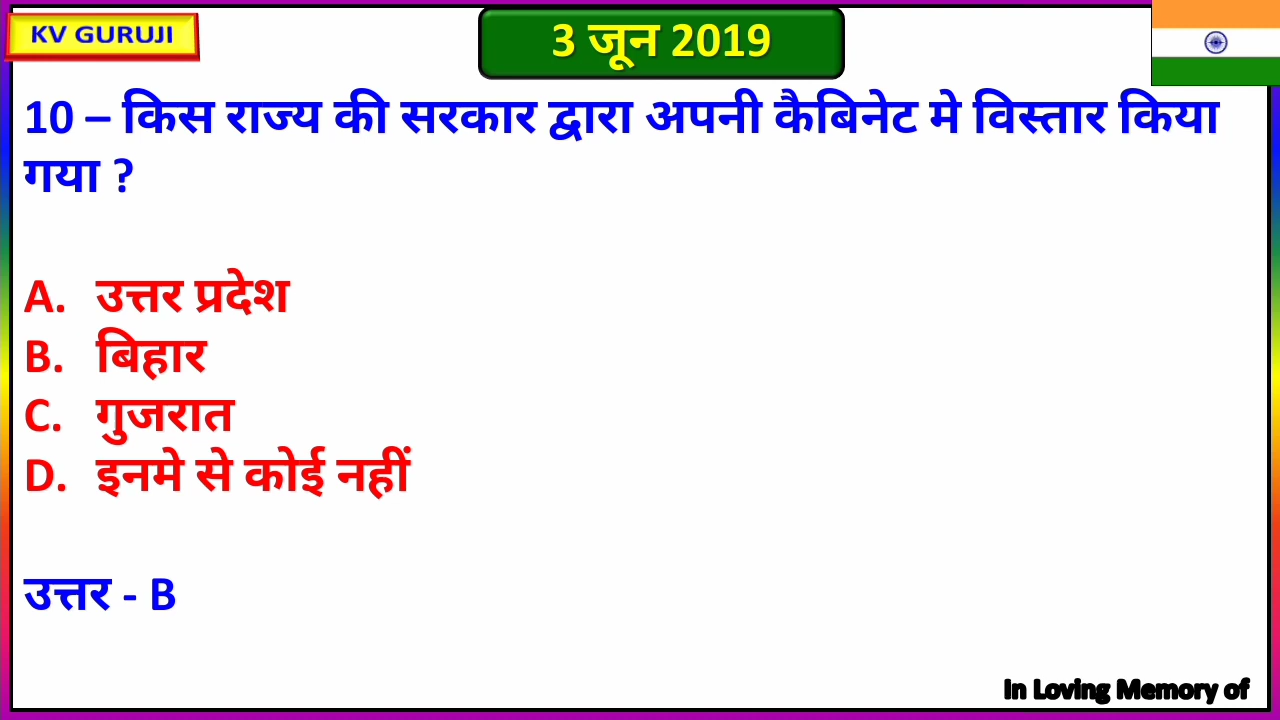 KV GURUJI
3 जून 2019
10 – किस राज्य की सरकार द्वारा अपनी कैबिनेट मे विस्तार किया
गया ?
A. उत्तर प्रदेश
B. बिहार
C. गुजरात
D. इनमे से कोई नहीं
उत्तर - B
In Loving Memory of